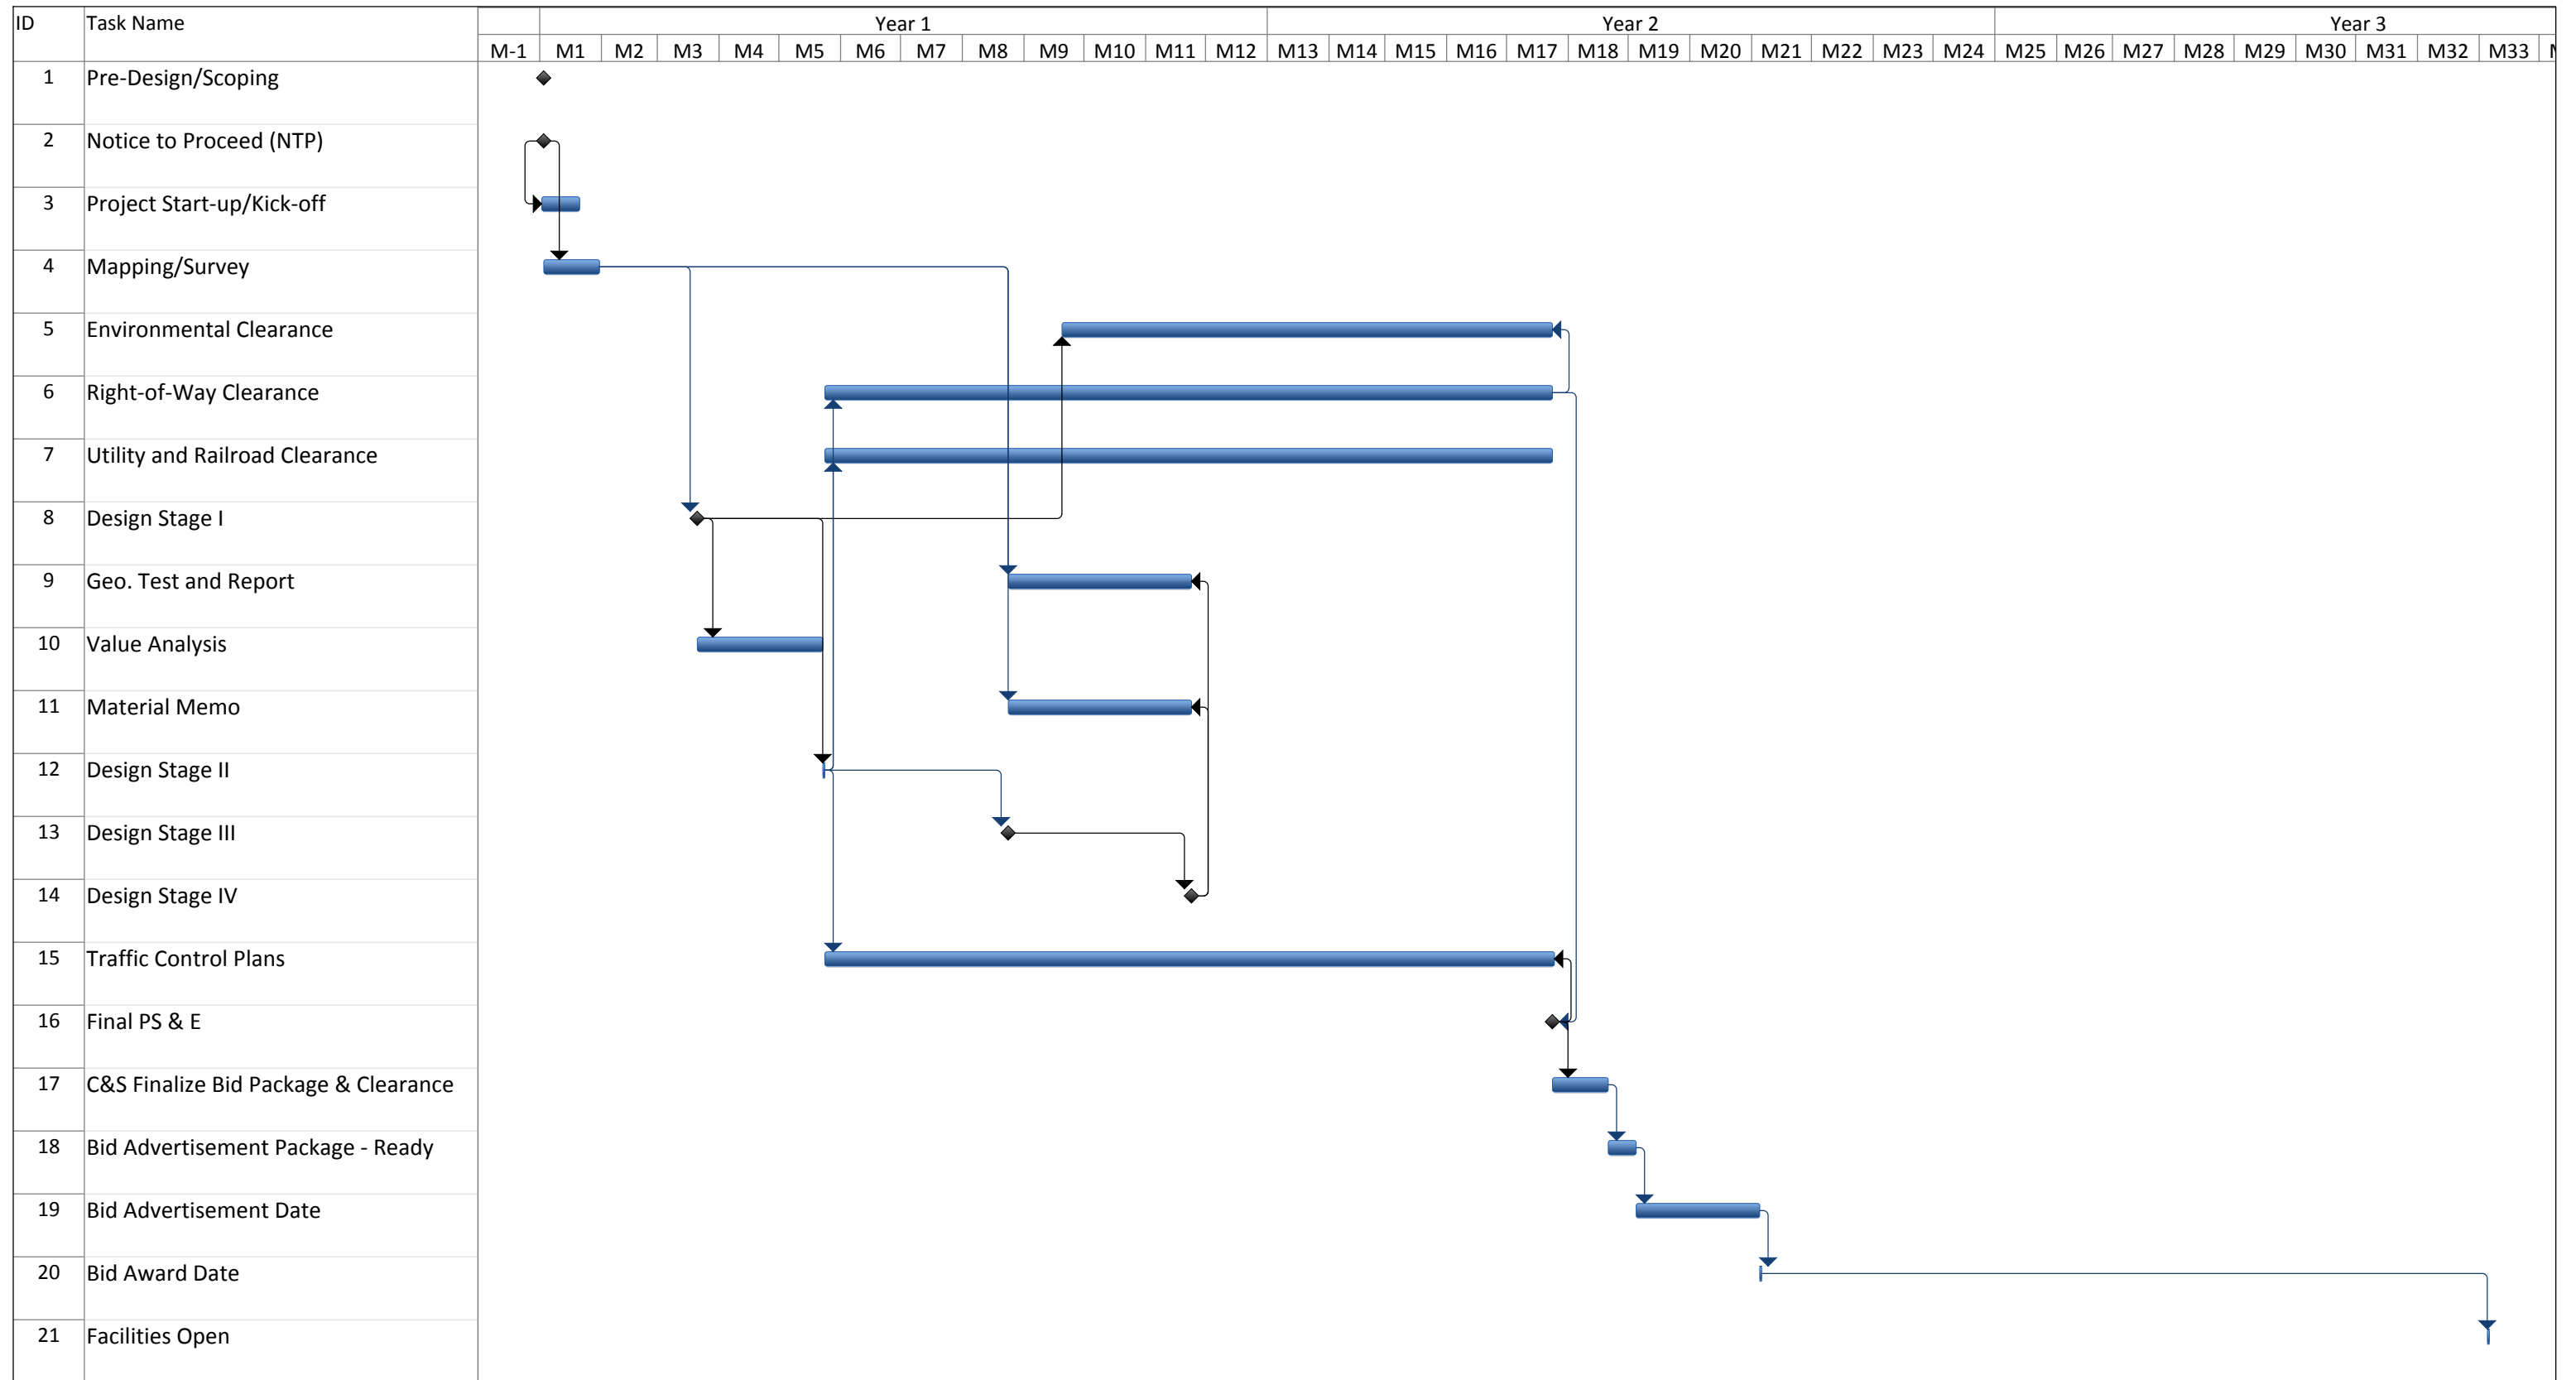 ID Task Name Year 1 Year 2 Year 3
M-1 M1 M2 M3 M4 M5 M6 M7 M8 M9 M10 M11 M12 M13 M14 M15 M16 M17 M18 M19 M20 M21 M22 M23 M24 M25 M26 M27 M28 M29 M30 M31 M32 M33
1 Pre-Design/Scoping
2 Notice to Proceed (NTP)
3 Project Start-up/Kick-off
4 Mapping/Survey
5 Environmental Clearance
6 Right-of-Way Clearance
7 Utility and Railroad Clearance
8 Design Stage I
9 Geo. Test and Report
10 Value Analysis
11 Material Memo
12 Design Stage II
13 Design Stage III
14 Design Stage IV
15 Traffic Control Plans
16 Final PS & E
17 C&S Finalize Bid Package & Clearance
18 Bid Advertisement Package - Ready
19 Bid Advertisement Date
20 Bid Award Date
21 Facilities Open